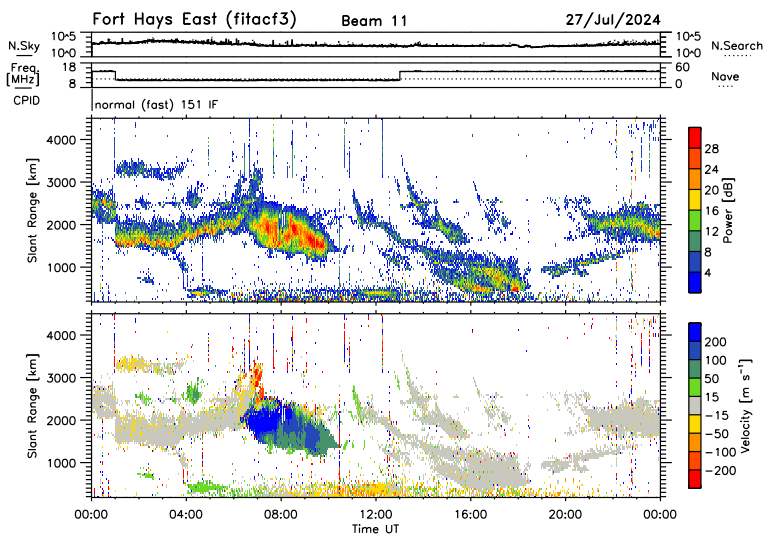 Fort Hays East (fitacf3) Beam 11 27/Jul/2024
N.Sky 10^5 10^0 10^5 10^0 N.Search
Freq. [MHz] 18 8 60 0 Nave
CPID normal (fast) 151 IF
Slant Range [km] 4000 3000 2000 1000
Power [dB] 28 24 20 16 12 8 4
Slant Range [km] 4000 3000 2000 1000
Velocity [m s⁻¹] 200 100 50 15 −15 −50 −100 −200
00:00 04:00 08:00 12:00 16:00 20:00 00:00
Time UT